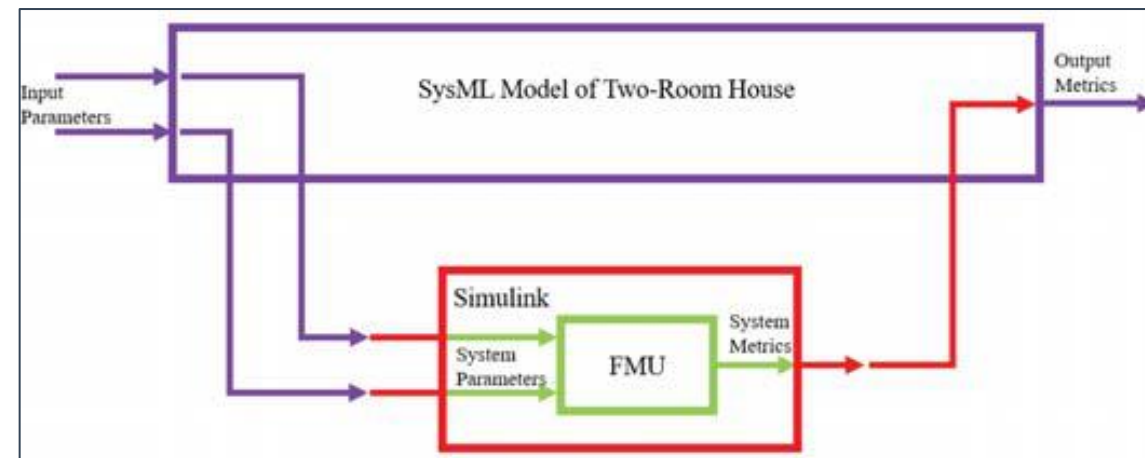 SysML Model of Two-Room House
Input
Parameters
Output
Metrics
Simulink
System
Parameters
FMU
System
Metrics